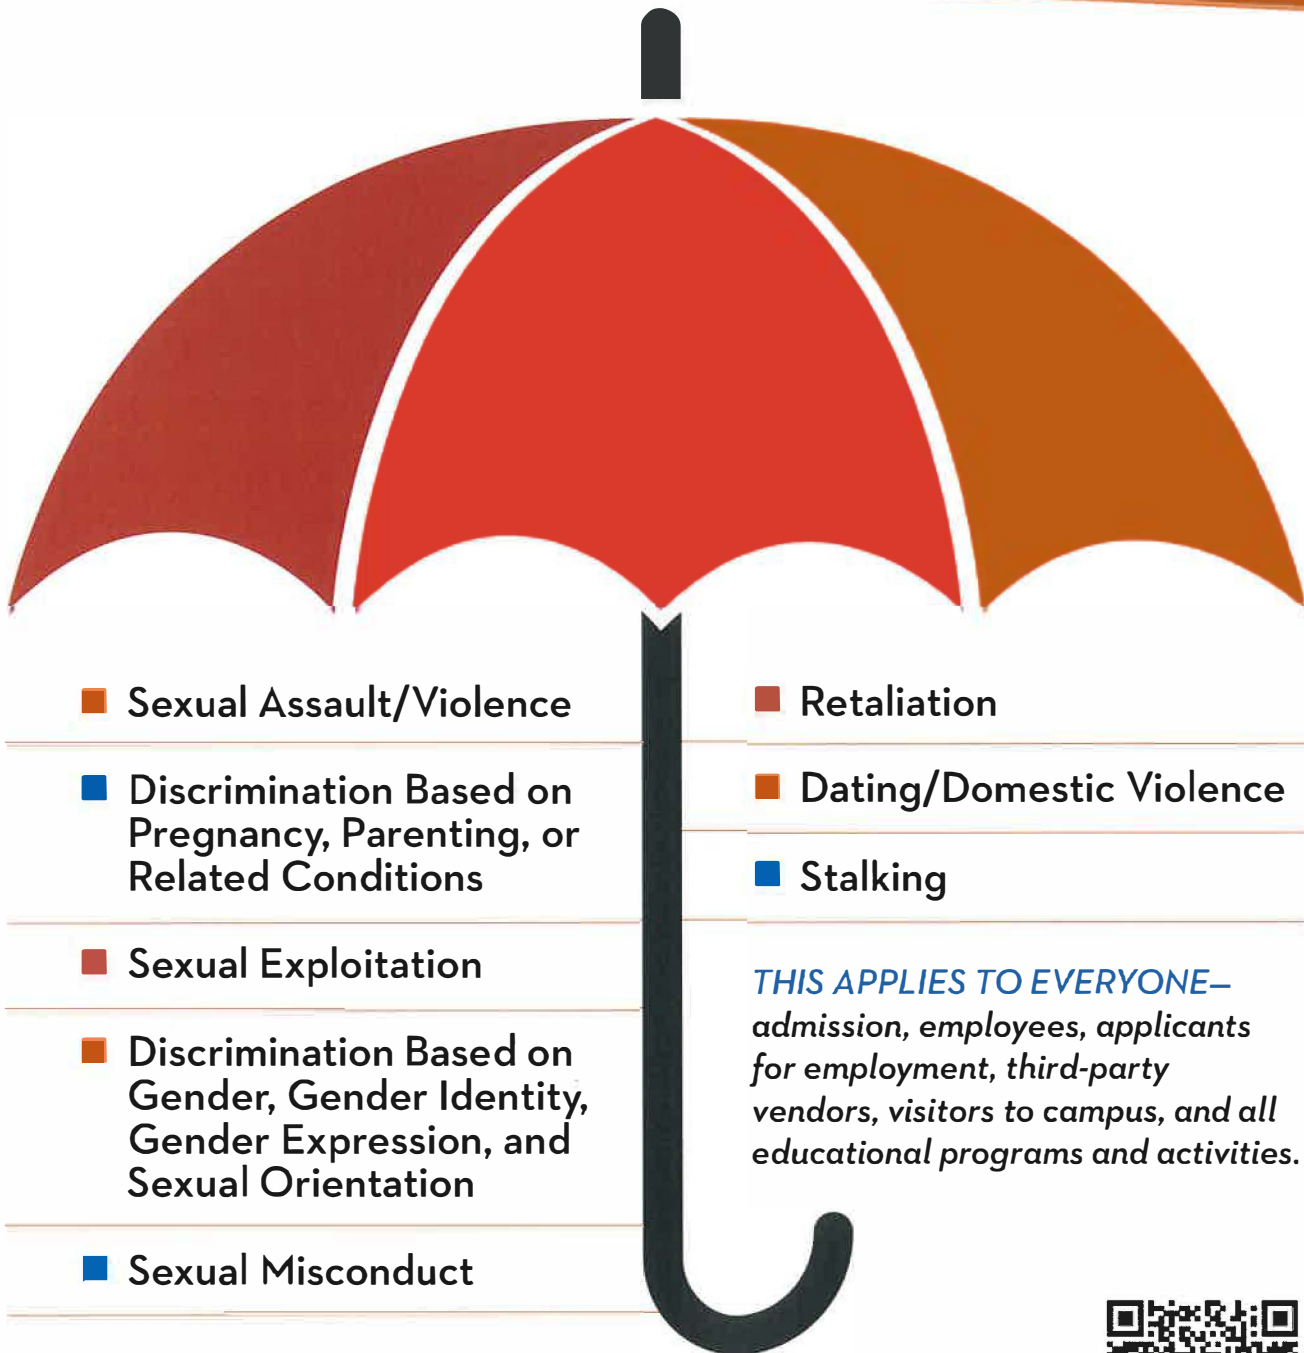 Sexual Assault/Violence
Discrimination Based on
Pregnancy, Parenting, or
Related Conditions
Sexual Exploitation
Discrimination Based on
Gender, Gender Identity,
Gender Expression, and
Sexual Orientation
Sexual Misconduct
Retaliation
Dating/Domestic Violence
Stalking
THIS APPLIES TO EVERYONE—
admission, employees, applicants
for employment, third-party
vendors, visitors to campus, and all
educational programs and activities.